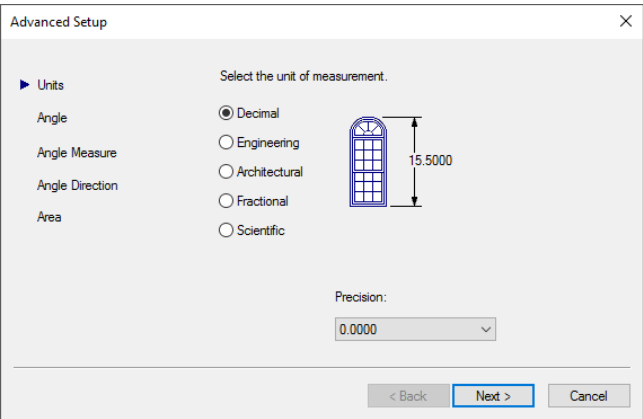 Advanced Setup
Units
Angle
Angle Measure
Angle Direction
Area
Select the unit of measurement.
Decimal
Engineering
Architectural
Fractional
Scientific
15.5000
Precision:
0.0000
< Back
Next >
Cancel